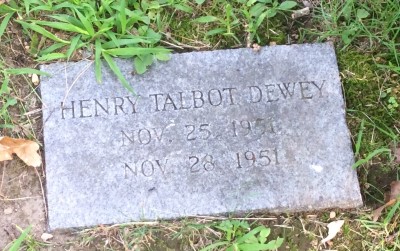 HENRY TALBOT DEWEY
NOV. 25, 1951
NOV. 28, 1951